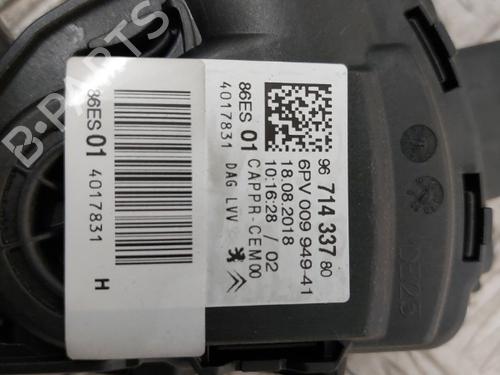 B-PARTS
86ES 01 4017831 H
96 714 337 80
6PV 009 949-41
18.08.2018
10:16:28 / 02
86ES 01 CAPPR-CEM00
4017831 DAG LVV